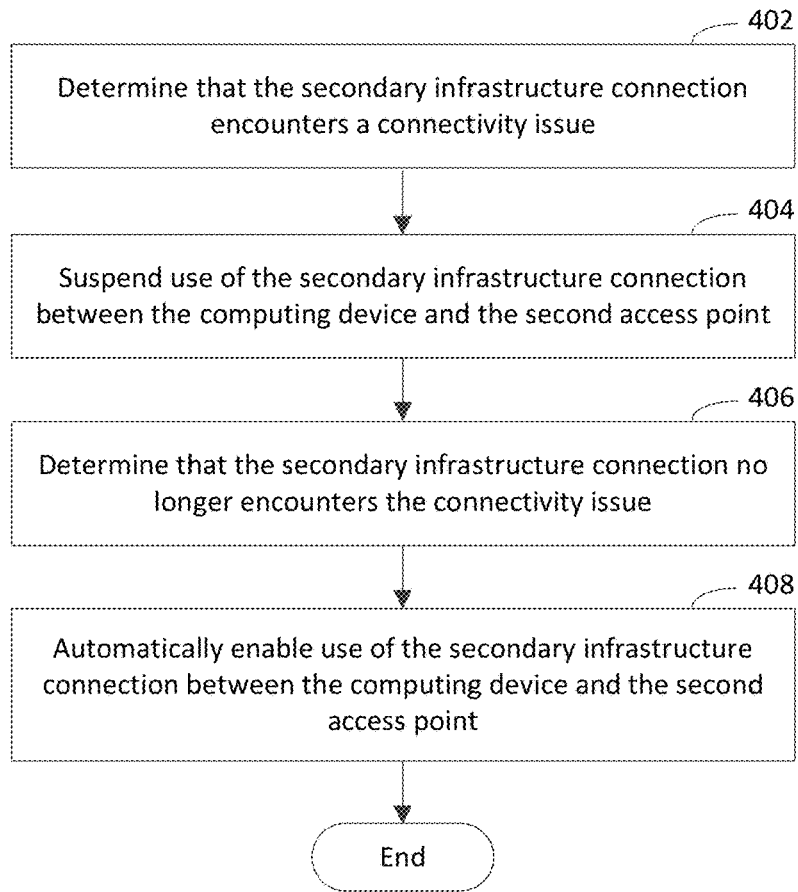 402
Determine that the secondary infrastructure connection
encounters a connectivity issue
404
Suspend use of the secondary infrastructure connection
between the computing device and the second access point
406
Determine that the secondary infrastructure connection no
longer encounters the connectivity issue
408
Automatically enable use of the secondary infrastructure
connection between the computing device and the second
access point
End